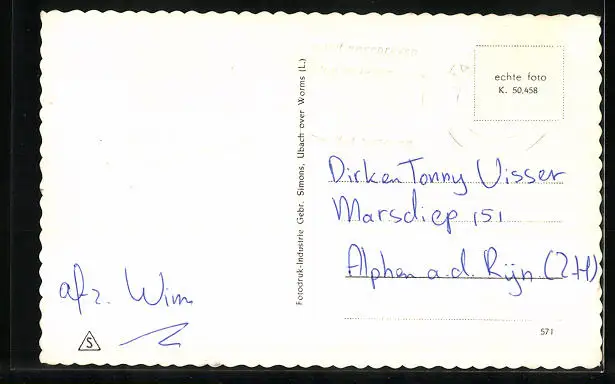 echte foto
K. 50.458
Fotodruk-Industrie Gebr. Simons, Ubach over Worms (L.)
Dirk en Tonny Visser
Marsdiep 151
Alphen a.d. Rijn (ZH)
afz. Wim
S
571